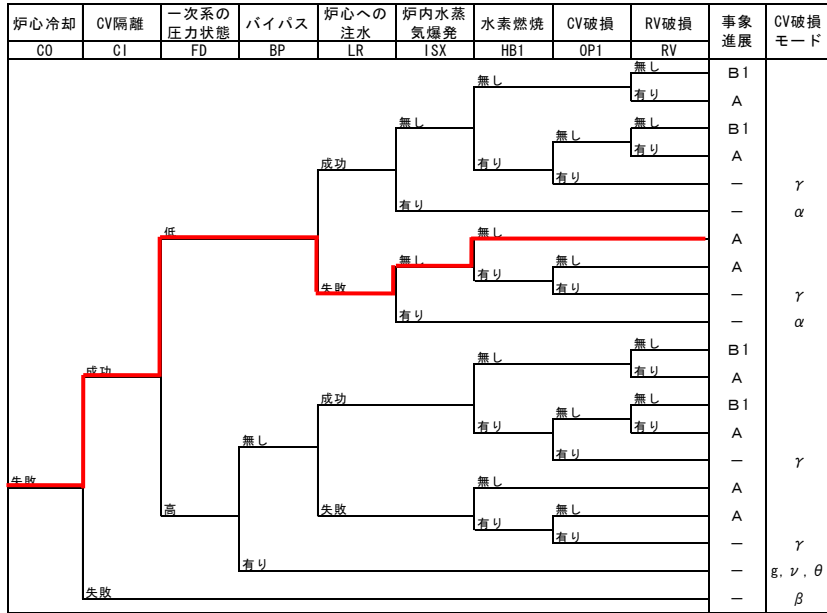 炉心冷却 CV隔離 一次系の圧力状態 バイパス 炉心への注水 炉内水蒸気爆発 水素燃焼 CV破損 RV破損 事象進展 CV破損モード
CO CI FD BP LR ISX HB1 OP1 RV
無し 無し B1
有り A
無し 無し 無し B1
有り A
成功 有り 有り － γ
有り － α
低 無し A
無し 有り 無し A
失敗 有り － γ
有り － α
無し 無し B1
成功 有り A
成功 無し 無し B1
有り 有り A
無し 有り － γ
失敗 無し A
高 失敗 有り 無し A
有り － γ
有り － g, ν, θ
失敗 － β